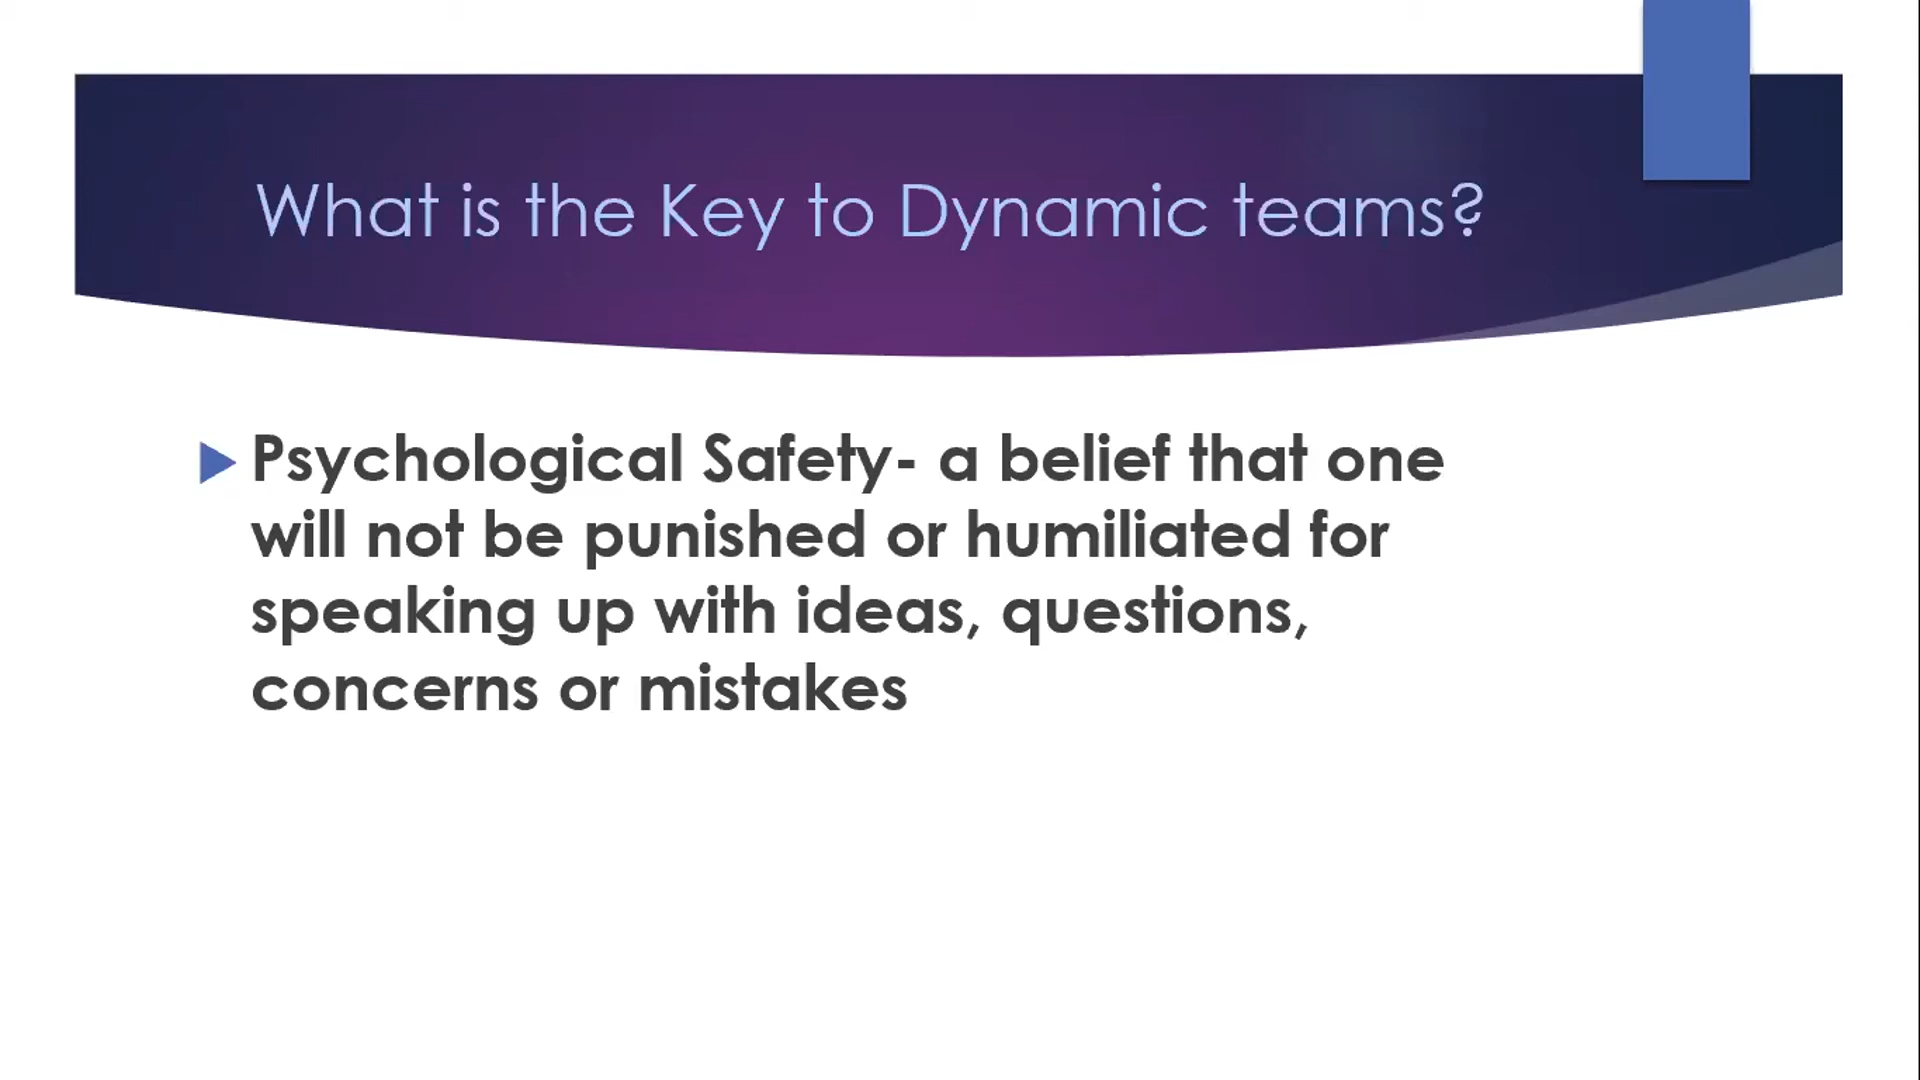 What is the Key to Dynamic teams?
Psychological Safety- a belief that one
will not be punished or humiliated for
speaking up with ideas, questions,
concerns or mistakes